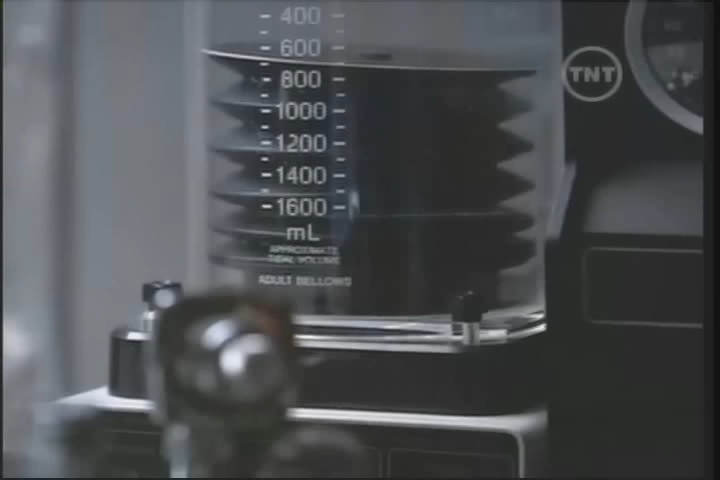 400
600
TNT
800
1000
1200
1400
1600
mL
APPROXIMATE
TIDAL VOLUME
ADULT BELLOWS